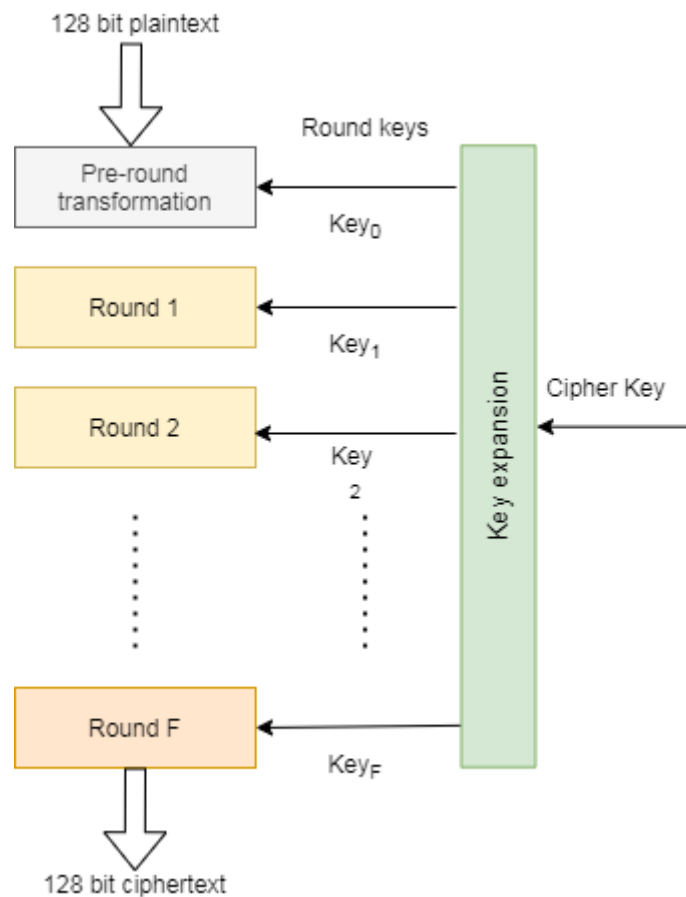 128 bit plaintext
Round keys
Pre-round
transformation
Key₀
Round 1
Key₁
Cipher Key
Round 2
Key
2
Key expansion
Round F
Key_F
128 bit ciphertext